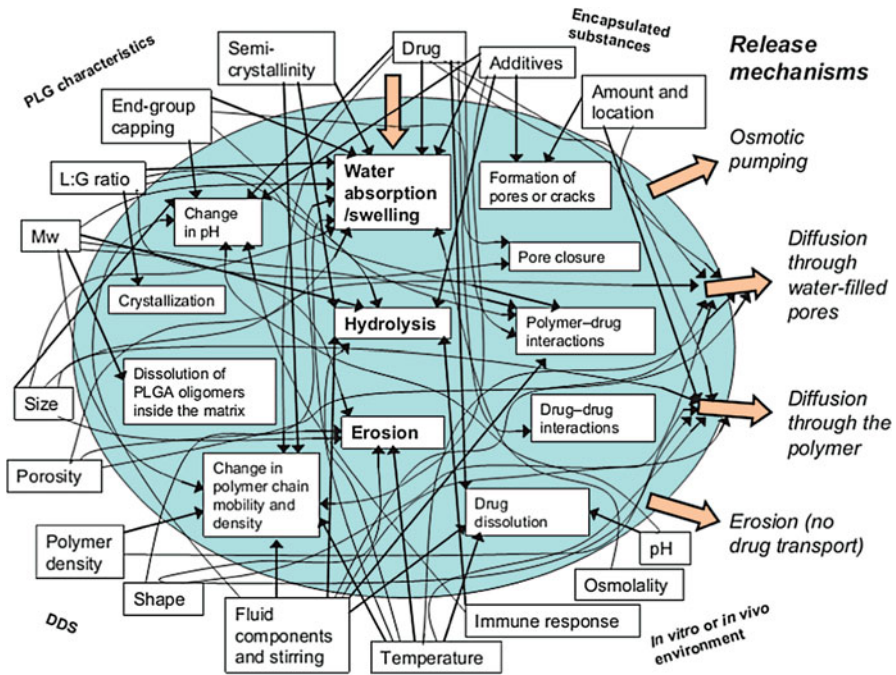 PLG characteristics
Semi-
crystallinity
Drug
Encapsulated
substances
Additives
Release
mechanisms
End-group
capping
Amount and
location
Osmotic
pumping
L:G ratio
Water
absorption
/swelling
Formation of
pores or cracks
Change
in pH
Mw
Pore closure
Diffusion
through
water-filled
pores
Crystallization
Hydrolysis
Polymer–drug
interactions
Dissolution of
PLGA oligomers
inside the matrix
Size
Drug–drug
interactions
Diffusion
through the
polymer
Erosion
Porosity
Change in
polymer chain
mobility and
density
Drug
dissolution
Erosion (no
drug transport)
Polymer
density
pH
Osmolality
Shape
DDS
Fluid
components
and stirring
Immune response
Temperature
In vitro or in vivo
environment